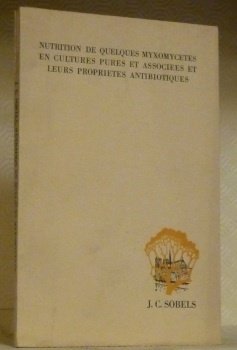 NUTRITION DE QUELQUES MYXOMYCETES
EN CULTURES PURES ET ASSOCIEES ET
LEURS PROPRIETES ANTIBIOTIQUES
J. C. SOBELS